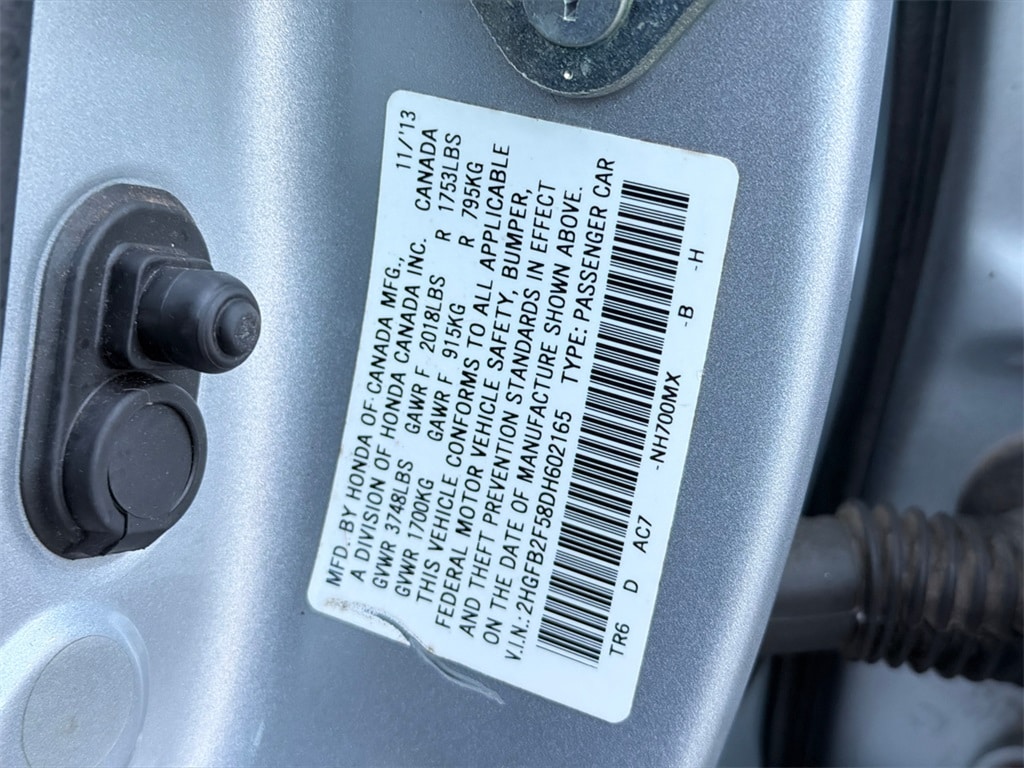 MFD. BY HONDA OF CANADA MFG., 11/'13
A DIVISION OF HONDA CANADA INC. CANADA
GVWR 3748LBS GAWR F 2018LBS R 1753LBS
GVWR 1700KG GAWR F 915KG R 795KG
THIS VEHICLE CONFORMS TO ALL APPLICABLE
FEDERAL MOTOR VEHICLE SAFETY, BUMPER,
AND THEFT PREVENTION STANDARDS IN EFFECT
ON THE DATE OF MANUFACTURE SHOWN ABOVE.
V.I.N.:2HGFB2F58DH602165 TYPE: PASSENGER CAR
TR6 D AC7 -NH700MX -B -H